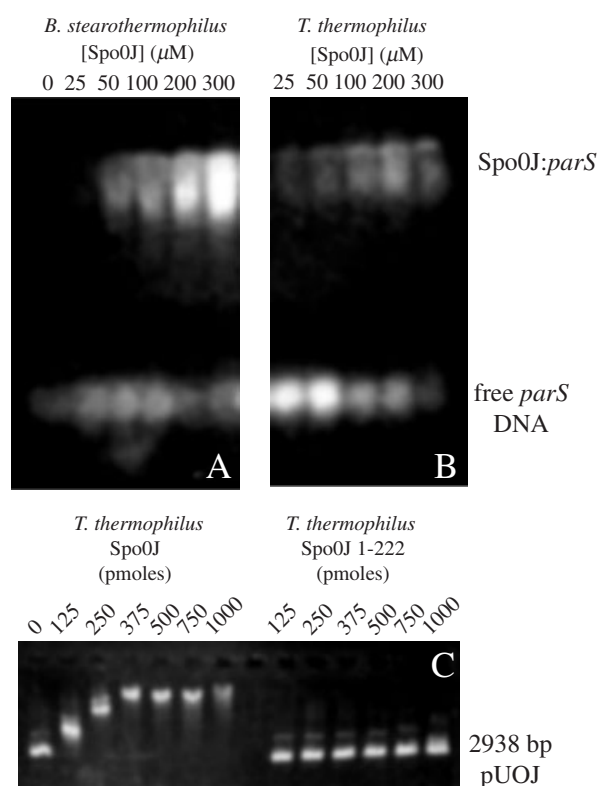 B. stearothermophilus
[Spo0J] (μM)
0 25 50 100 200 300
T. thermophilus
[Spo0J] (μM)
25 50 100 200 300
Spo0J:parS
free parS
DNA
A
B
T. thermophilus
Spo0J
(pmoles)
0 125 250 375 500 750 1000
T. thermophilus
Spo0J 1-222
(pmoles)
125 250 375 500 750 1000
C
2938 bp
pUOJ